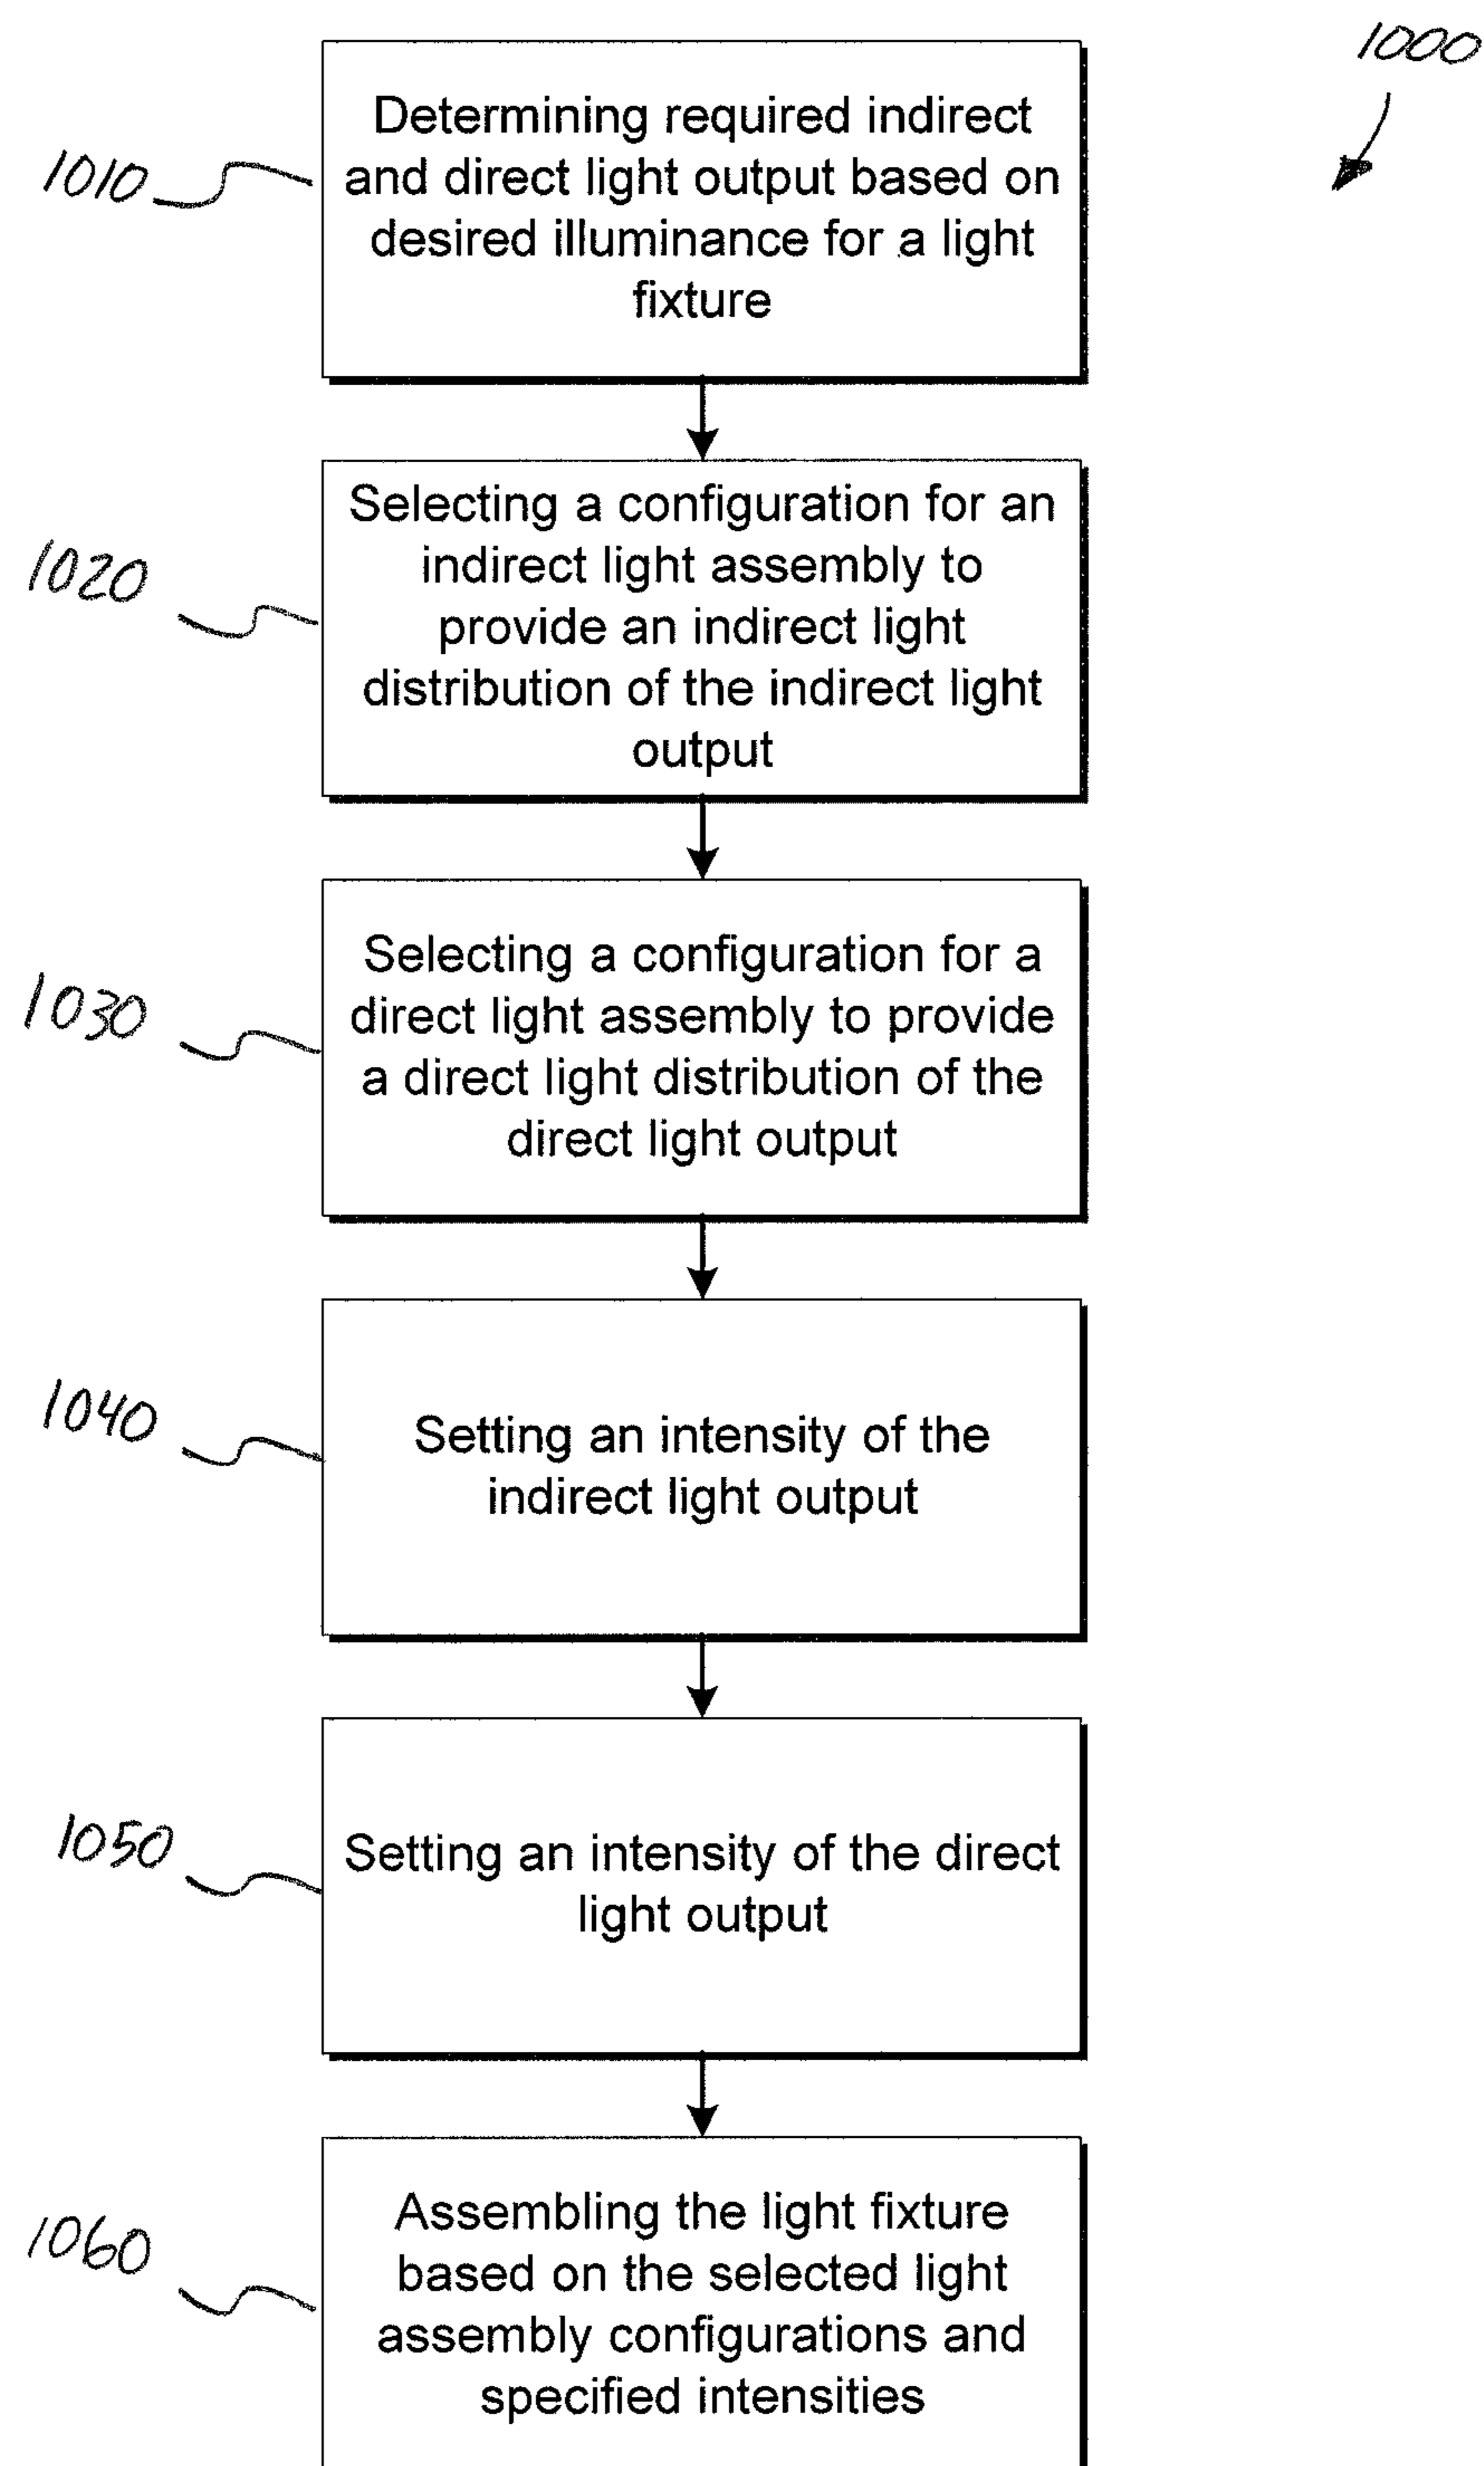 1000
1010
Determining required indirect
and direct light output based on
desired illuminance for a light
fixture
1020
Selecting a configuration for an
indirect light assembly to
provide an indirect light
distribution of the indirect light
output
1030
Selecting a configuration for a
direct light assembly to provide
a direct light distribution of the
direct light output
1040
Setting an intensity of the
indirect light output
1050
Setting an intensity of the direct
light output
1060
Assembling the light fixture
based on the selected light
assembly configurations and
specified intensities